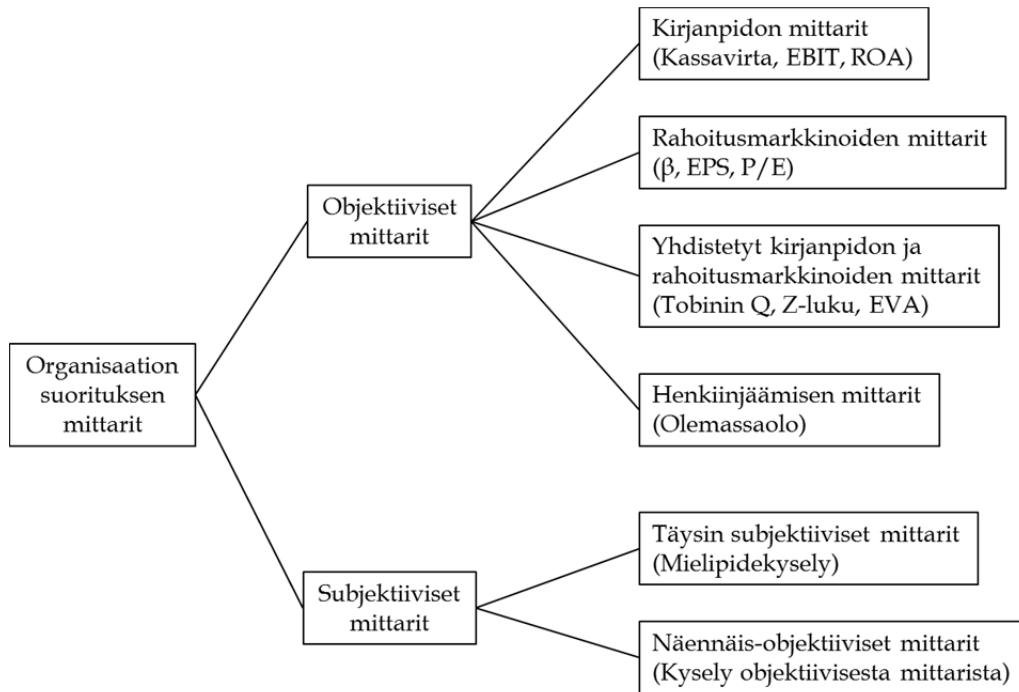 Kirjanpidon mittarit
(Kassavirta, EBIT, ROA)
Rahoitusmarkkinoiden mittarit
(β, EPS, P/E)
Objektiiviset
mittarit
Yhdistetyt kirjanpidon ja
rahoitusmarkkinoiden mittarit
(Tobinin Q, Z-luku, EVA)
Organisaation
suorituksen
mittarit
Henkiinjäämisen mittarit
(Olemassaolo)
Täysin subjektiiviset mittarit
(Mielipidekysely)
Subjektiiviset
mittarit
Näennäis-objektiiviset mittarit
(Kysely objektiivisesta mittarista)